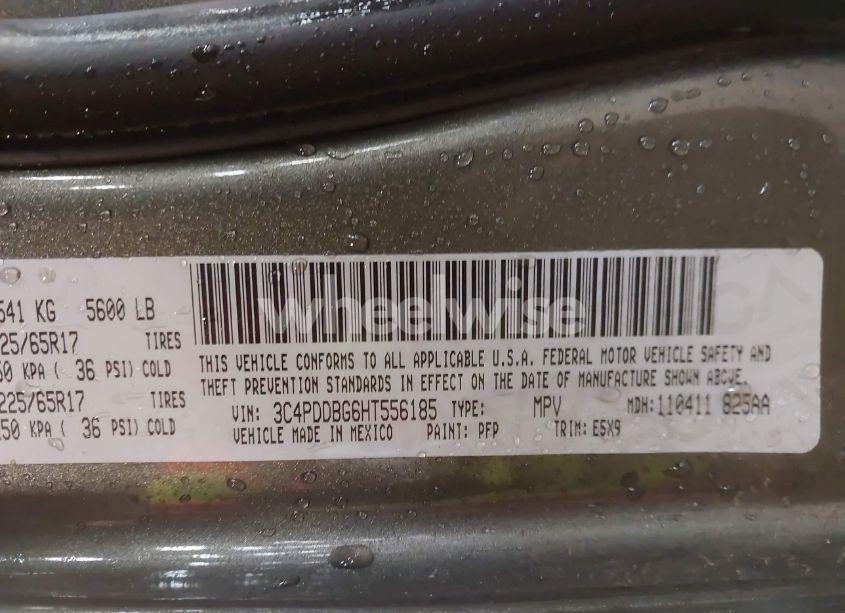 541 KG 5600 LB
25/65R17 TIRES
50 KPA ( 36 PSI) COLD
225/65R17 TIRES
250 KPA ( 36 PSI) COLD
wheelwise
THIS VEHICLE CONFORMS TO ALL APPLICABLE U.S.A. FEDERAL MOTOR VEHICLE SAFETY AND
THEFT PREVENTION STANDARDS IN EFFECT ON THE DATE OF MANUFACTURE SHOWN ABOVE.
VIN: 3C4PDDBG6HT556185 TYPE: MPV MDH: 110411 825AA
VEHICLE MADE IN MEXICO PAINT: PFP TRIM: E5X9